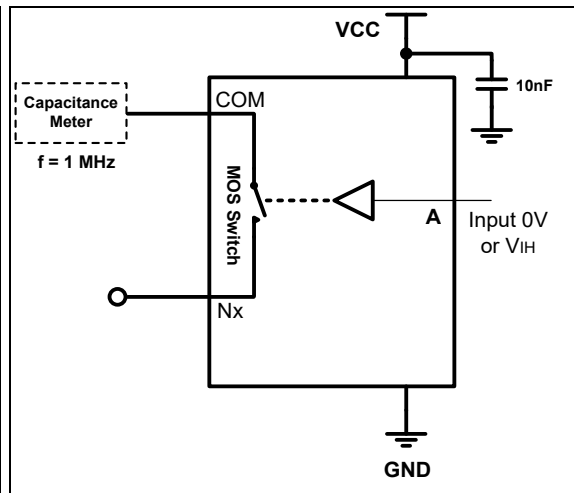 VCC
10nF
Capacitance
Meter
f = 1 MHz
COM
MOS Switch
A
Input 0V
or VIH
Nx
GND